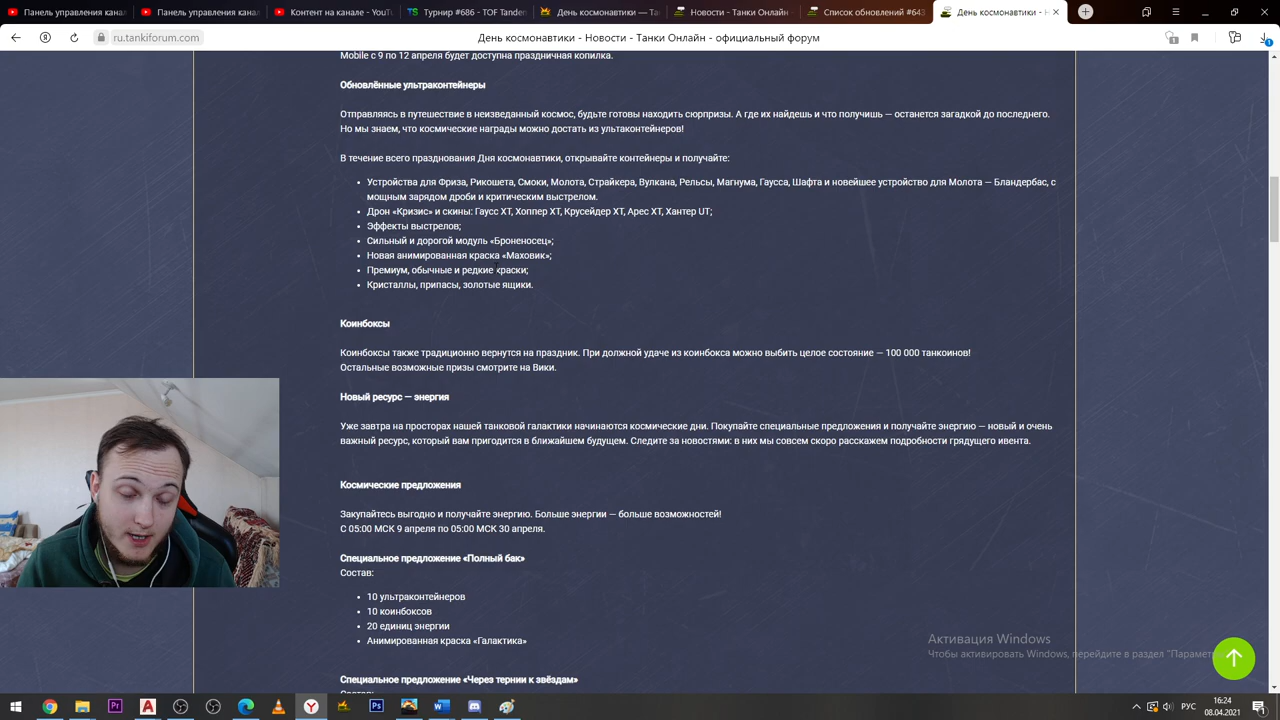 Панель управления кана
Панель управления кана
Контент на канале - YouT
Турнир #686 - TOF Tanden
День космонавтики — Та
Новости - Танки Онлайн -
Список обновлений #643
День космонавтики - Н
ru.tankiforum.com
День космонавтики - Новости - Танки Онлайн - официальный форум
Mobile с 9 по 12 апреля будет доступна праздничная копилка.
Обновлённые ультраконтейнеры
Отправляясь в путешествие в неизведанный космос, будьте готовы находить сюрпризы. А где их найдешь и что получишь — останется загадкой до последнего.
Но мы знаем, что космические награды можно достать из ультаконтейнеров!
В течение всего празднования Дня космонавтики, открывайте контейнеры и получайте:
• Устройства для Фриза, Рикошета, Смоки, Молота, Страйкера, Вулкана, Рельсы, Магнума, Гаусса, Шафта и новейшее устройство для Молота — Бландербас, с
мощным зарядом дроби и критическим выстрелом.
• Дрон «Кризис» и скины: Гаусс XT, Хоппер XT, Крусейдер XT, Арес XT, Хантер UT;
• Эффекты выстрелов;
• Сильный и дорогой модуль «Броненосец»;
• Новая анимированная краска «Маховик»;
• Премиум, обычные и редкие краски;
• Кристаллы, припасы, золотые ящики.
Коинбоксы
Коинбоксы также традиционно вернутся на праздник. При должной удаче из коинбокса можно выбить целое состояние — 100 000 танкоинов!
Остальные возможные призы смотрите на Вики.
Новый ресурс — энергия
Уже завтра на просторах нашей танковой галактики начинаются космические дни. Покупайте специальные предложения и получайте энергию — новый и очень
важный ресурс, который вам пригодится в ближайшем будущем. Следите за новостями: в них мы совсем скоро расскажем подробности грядущего ивента.
Космические предложения
Закупайтесь выгодно и получайте энергию. Больше энергии — больше возможностей!
С 05:00 МСК 9 апреля по 05:00 МСК 30 апреля.
Специальное предложение «Полный бак»
Состав:
• 10 ультраконтейнеров
• 10 коинбоксов
• 20 единиц энергии
• Анимированная краска «Галактика»
Активация Windows
Чтобы активировать Windows, перейдите в раздел "Парамет
Специальное предложение «Через тернии к звёздам»
Состав:
РУС
16:24
08.04.2021